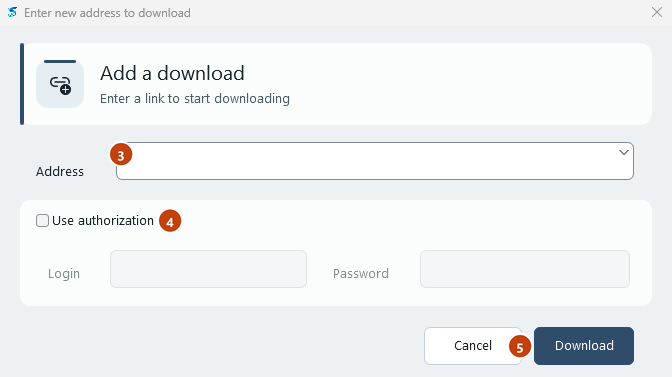 Enter new address to download
Add a download
Enter a link to start downloading
Address 3
Use authorization 4
Login Password
Cancel 5 Download